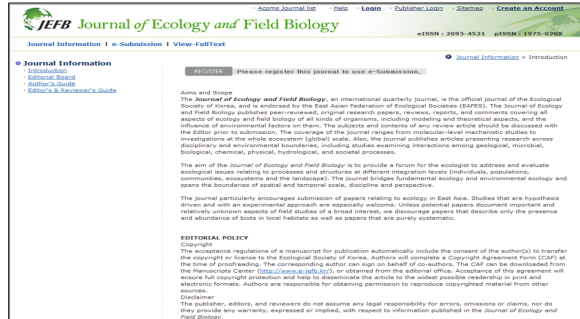 · Acoms Journal list · Help · Login · Publisher Login · Sitemap · Create an Account
JEFB Journal of Ecology and Field Biology
eISSN : 2093-4521 pISSN : 1975-020X
Journal Information I e-Submission I View-FullText
Journal Information > Introduction
Journal Information
· Introduction
· Editorial Board
· Author's Guide
· Editor's & Reviewer's Guide
REGISTER Please register this journal to use e-Submission.
Aims and Scope
The Journal of Ecology and Field Biology, an international quarterly journal, is the official journal of the Ecological
Society of Korea, and is endorsed by the East Asian Federation of Ecological Societies (EAFES). The Journal of Ecology
and Field Biology publishes peer-reviewed, original research papers, reviews, reports, and comments covering all
aspects of ecology and field biology of all kinds of organisms, including modeling and theoretical aspects, and the
influence of environmental factors on them. The subjects and contents of any review article should be discussed with
the Editor prior to submission. The coverage of the journal ranges from molecular-level mechanistic studies to
investigations at the whole ecosystem (global) scale. Also, the journal publishes articles presenting research across
disciplinary and environmental boundaries, including studies examining interactions among geological, microbial,
biological, chemical, physical, hydrological, and societal processes.
The aim of the Journal of Ecology and Field Biology is to provide a forum for the ecologist to address and evaluate
ecological issues relating to processes and structures at different integration levels (individuals, populations,
communities, ecosystems and the landscape). The journal bridges fundamental ecology and environmental ecology and
spans the boundaries of spatial and temporal scale, discipline and perspective.
The journal particularly encourages submission of papers relating to ecology in East Asia. Studies that are hypothesis
driven and with an experimental approach are especially welcome. Unless potential papers document important and
relatively unknown aspects of field studies of a broad interest, we discourage papers that describe only the presence
and abundance of biots in local habitats as well as papers that are purely systematic.
EDITORIAL POLICY
Copyright
The acceptance regulations of a manuscript for publication automatically include the consent of the author(s) to transfer
the copyright or license to the Ecological Society of Korea. Authors will complete a Copyright Agreement Form (CAF) at
the time of proofreading. The corresponding author can sign on behalf of co-authors. The CAF can be downloaded from
the Manuscripts Center (http://www.e-jefb.kr/), or obtained from the editorial office. Acceptance of this agreement will
ensure full copyright protection and help to disseminate the article to the widest possible readership in print and
electronic formats. Authors are responsible for obtaining permission to reproduce copyrighted material from other
sources.
Disclaimer
The publisher, editors, and reviewers do not assume any legal responsibility for errors, omissions or claims, nor do
they provide any warranty, expressed or implied, with respect to information published in the Journal of Ecology and
Field Biology.